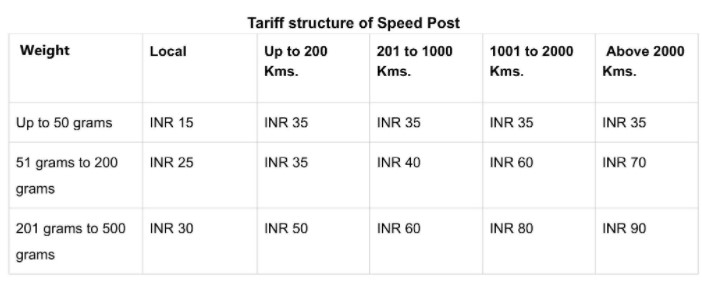 Tariff structure of Speed Post
Weight Local Up to 200 201 to 1000 1001 to 2000 Above 2000
Kms. Kms. Kms. Kms.
Up to 50 grams INR 15 INR 35 INR 35 INR 35 INR 35
51 grams to 200 INR 25 INR 35 INR 40 INR 60 INR 70
grams
201 grams to 500 INR 30 INR 50 INR 60 INR 80 INR 90
grams